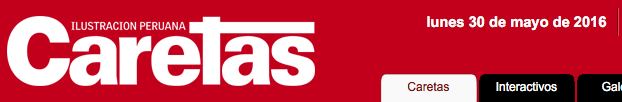 ILUSTRACION PERUANA
Caretas
lunes 30 de mayo de 2016
Caretas
Interactivos